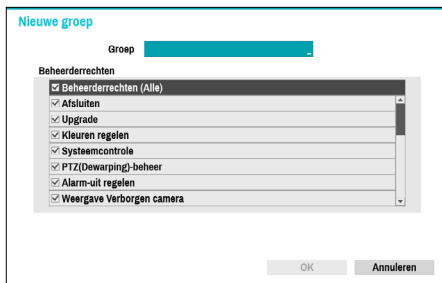 Nieuwe groep
Groep
Beheerderrechten
Beheerderrechten (Alle)
Afsluiten
Upgrade
Kleuren regelen
Systeemcontrole
PTZ(Dewarping)-beheer
Alarm-uit regelen
Weergave Verborgen camera
OK Annuleren